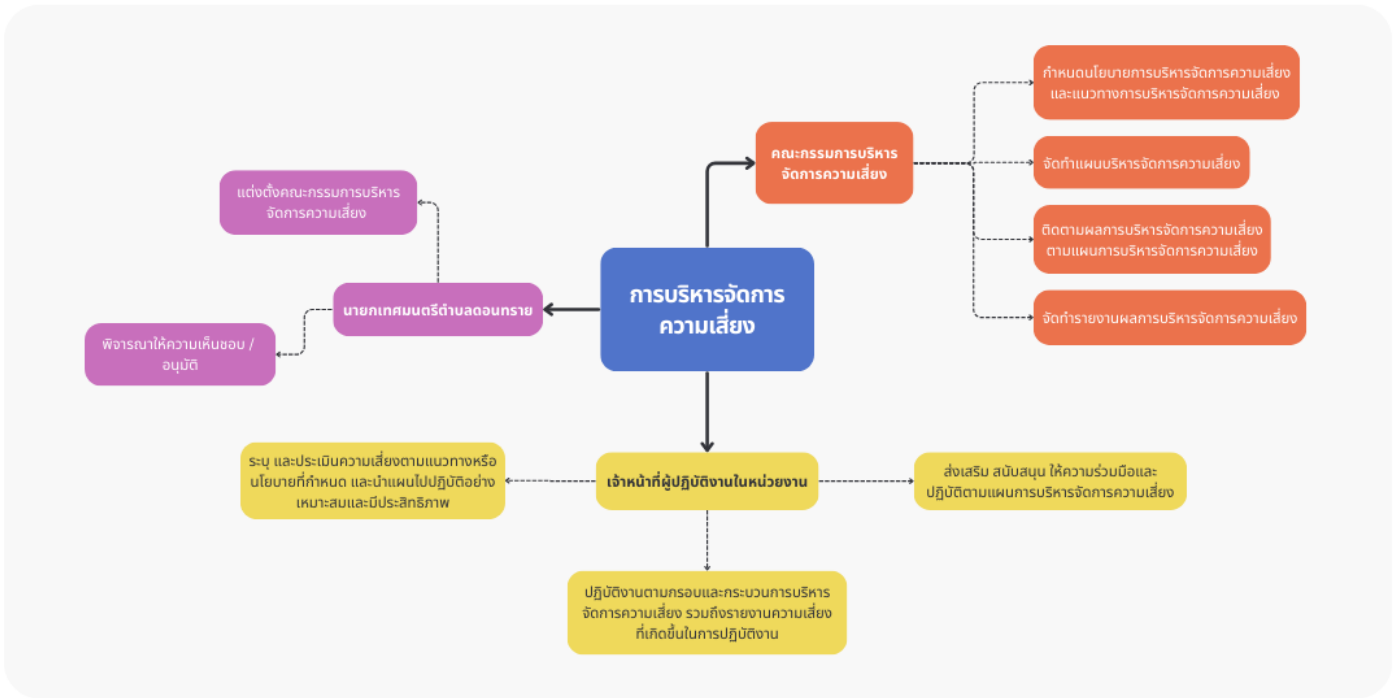 กำหนดนโยบายการบริหารจัดการความเสี่ยง
และแนวทางการบริหารจัดการความเสี่ยง
คณะกรรมการบริหาร
จัดการความเสี่ยง
จัดทำแผนบริหารจัดการความเสี่ยง
แต่งตั้งคณะกรรมการบริหาร
จัดการความเสี่ยง
ติดตามผลการบริหารจัดการความเสี่ยง
ตามแผนการบริหารจัดการความเสี่ยง
การบริหารจัดการ
ความเสี่ยง
นายกเทศมนตรีตำบลดอนทราย
จัดทำรายงานผลการบริหารจัดการความเสี่ยง
พิจารณาให้ความเห็นชอบ /
อนุมัติ
ระบุ และประเมินความเสี่ยงตามแนวทางหรือ
นโยบายที่กำหนด และนำแผนไปปฏิบัติอย่าง
เหมาะสมและมีประสิทธิภาพ
เจ้าหน้าที่ผู้ปฏิบัติงานในหน่วยงาน
ส่งเสริม สนับสนุน ให้ความร่วมมือและ
ปฏิบัติตามแผนการบริหารจัดการความเสี่ยง
ปฏิบัติงานตามกรอบและกระบวนการบริหาร
จัดการความเสี่ยง รวมถึงรายงานความเสี่ยง
ที่เกิดขึ้นในการปฏิบัติงาน